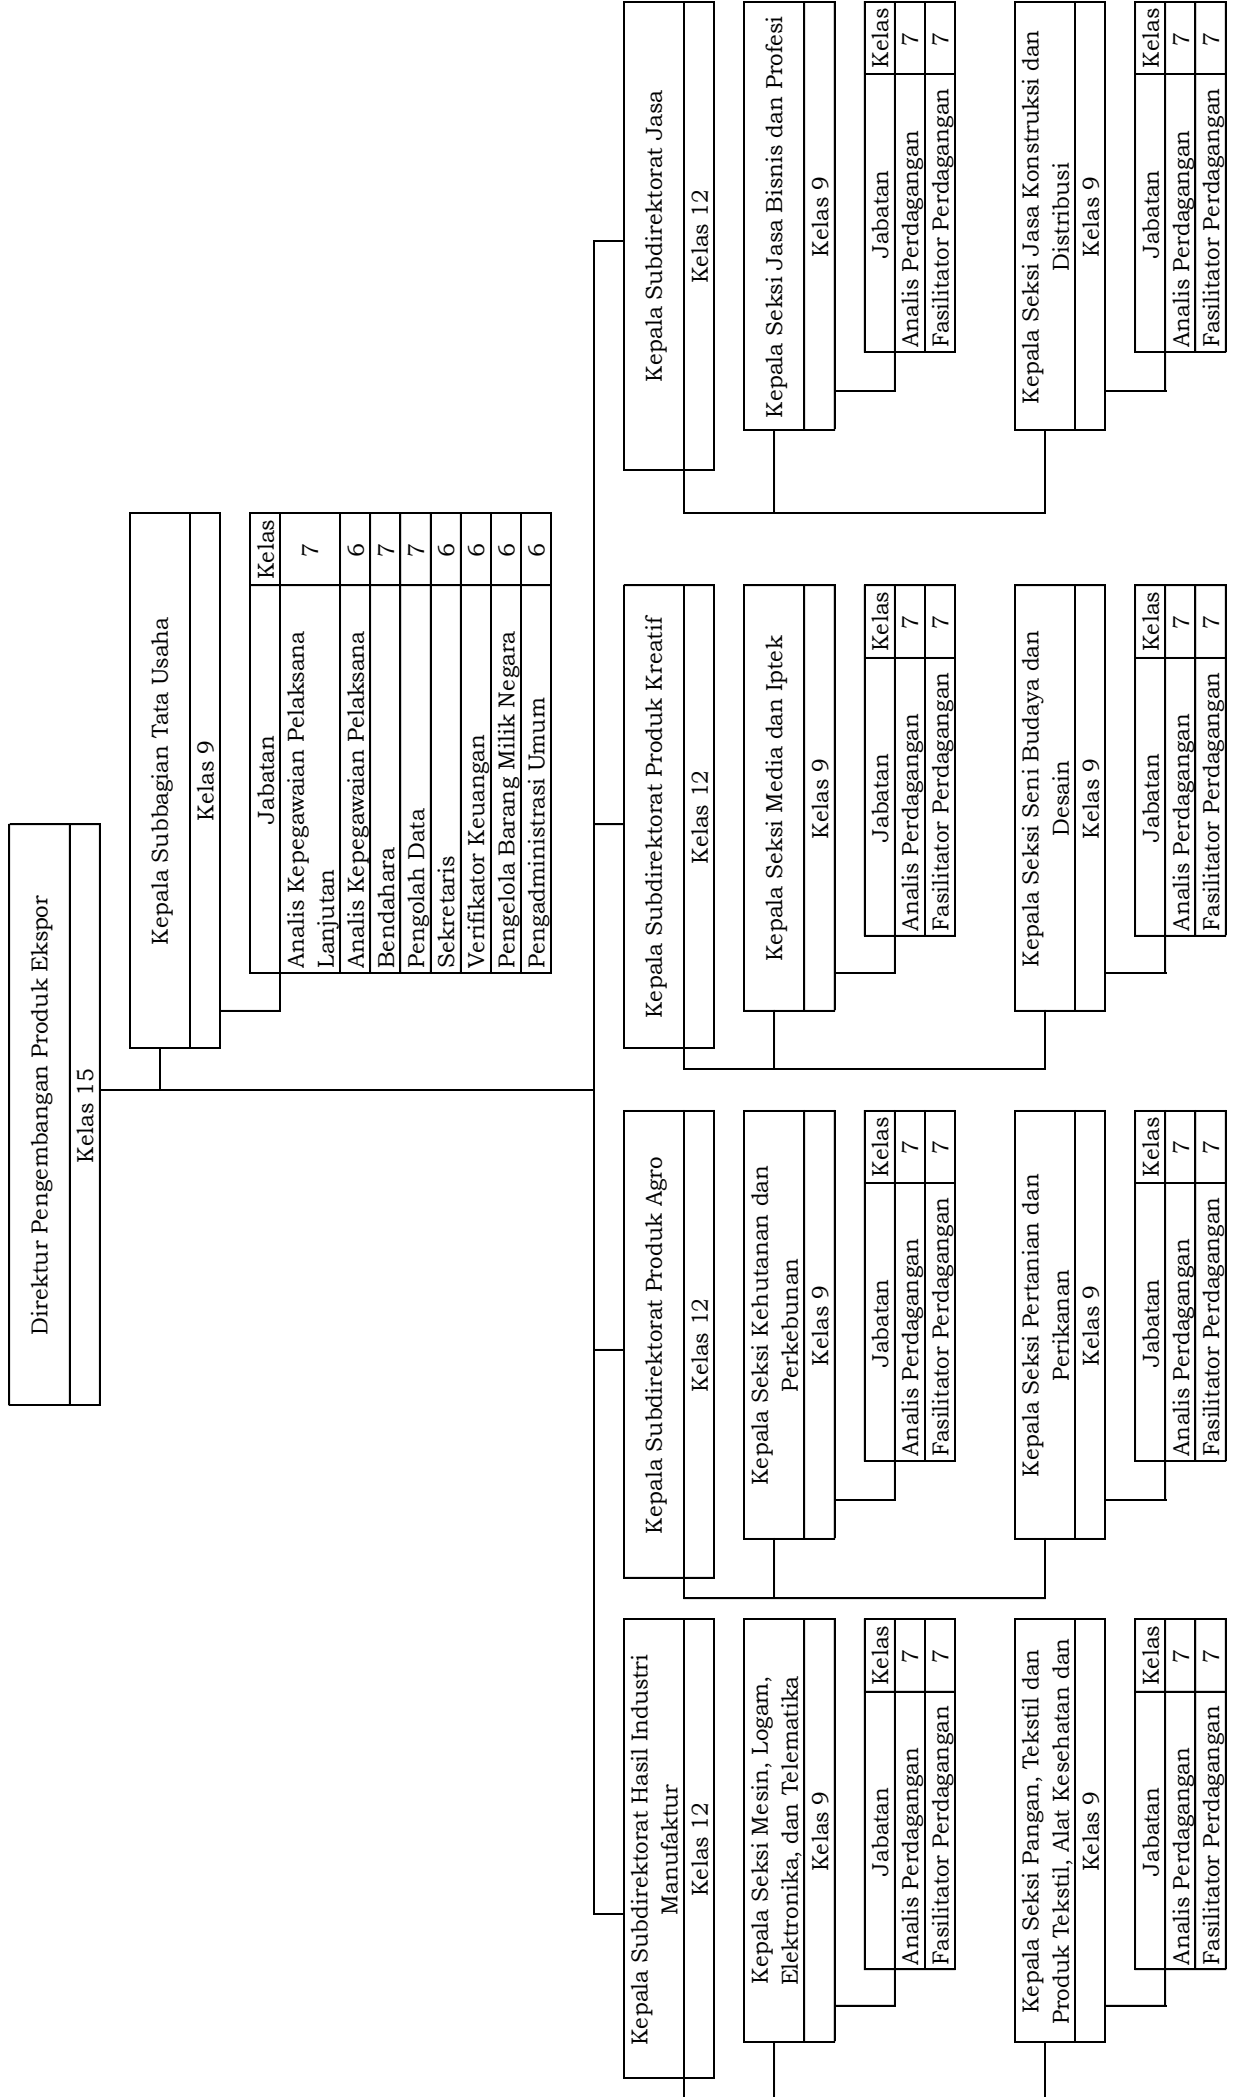 Direktur Pengembangan Produk Ekspor
Kelas 15
Kepala Subbagian Tata Usaha
Kelas 9
Jabatan Kelas
Analis Kepegawaian Pelaksana
Lanjutan 7
Analis Kepegawaian Pelaksana 6
Bendahara 7
Pengolah Data 7
Sekretaris 6
Verifikator Keuangan 6
Pengelola Barang Milik Negara 6
Pengadministrasi Umum 6
Kepala Subdirektorat Hasil Industri
Manufaktur
Kelas 12
Kepala Seksi Mesin, Logam,
Elektronika, dan Telematika
Kelas 9
Jabatan Kelas
Analis Perdagangan 7
Fasilitator Perdagangan 7
Kepala Seksi Pangan, Tekstil dan
Produk Tekstil, Alat Kesehatan dan
Kelas 9
Jabatan Kelas
Analis Perdagangan 7
Fasilitator Perdagangan 7
Kepala Subdirektorat Produk Agro
Kelas 12
Kepala Seksi Kehutanan dan
Perkebunan
Kelas 9
Jabatan Kelas
Analis Perdagangan 7
Fasilitator Perdagangan 7
Kepala Seksi Pertanian dan
Perikanan
Kelas 9
Jabatan Kelas
Analis Perdagangan 7
Fasilitator Perdagangan 7
Kepala Subdirektorat Produk Kreatif
Kelas 12
Kepala Seksi Media dan Iptek
Kelas 9
Jabatan Kelas
Analis Perdagangan 7
Fasilitator Perdagangan 7
Kepala Seksi Seni Budaya dan
Desain
Kelas 9
Jabatan Kelas
Analis Perdagangan 7
Fasilitator Perdagangan 7
Kepala Subdirektorat Jasa
Kelas 12
Kepala Seksi Jasa Bisnis dan Profesi
Kelas 9
Jabatan Kelas
Analis Perdagangan 7
Fasilitator Perdagangan 7
Kepala Seksi Jasa Konstruksi dan
Distribusi
Kelas 9
Jabatan Kelas
Analis Perdagangan 7
Fasilitator Perdagangan 7